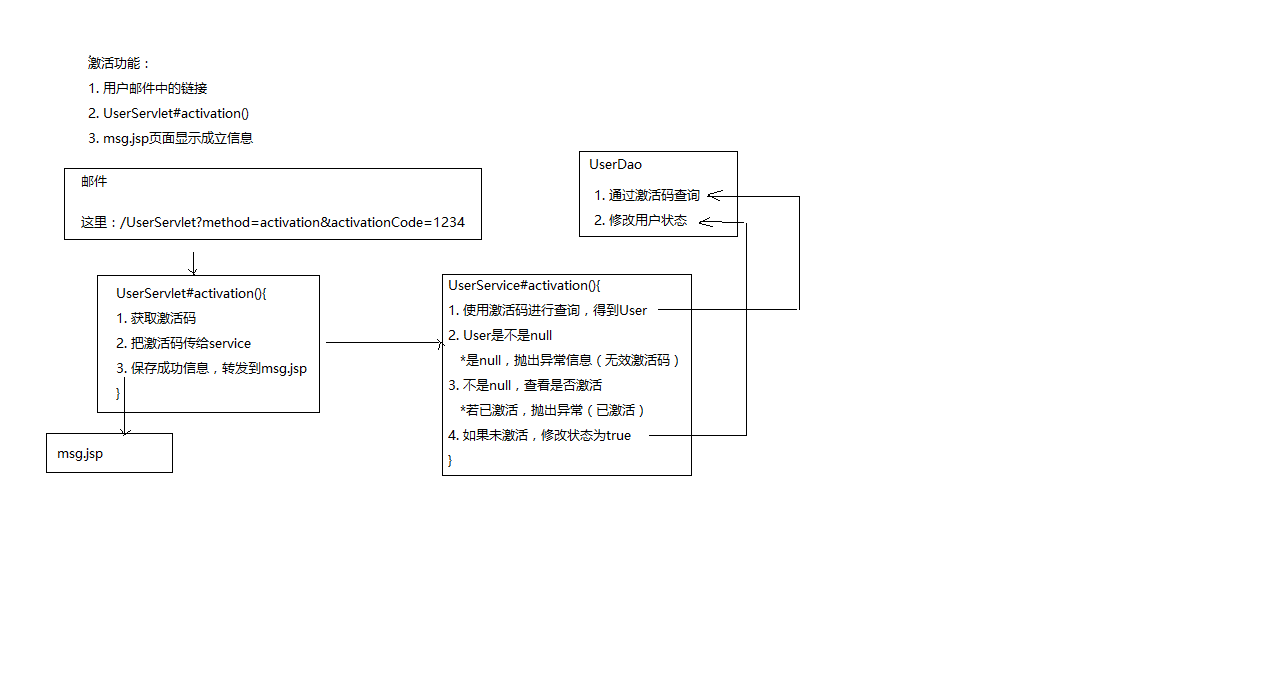 激活功能：
1. 用户邮件中的链接
2. UserServlet#activation()
3. msg.jsp页面显示成立信息
邮件
这里：/UserServlet?method=activation&activationCode=1234
UserDao
1. 通过激活码查询
2. 修改用户状态
UserServlet#activation(){
1. 获取激活码
2. 把激活码传给service
3. 保存成功信息，转发到msg.jsp
}
msg.jsp
UserService#activation(){
1. 使用激活码进行查询，得到User
2. User是不是null
*是null，抛出异常信息（无效激活码）
3. 不是null，查看是否激活
*若已激活，抛出异常（已激活）
4. 如果未激活，修改状态为true
}